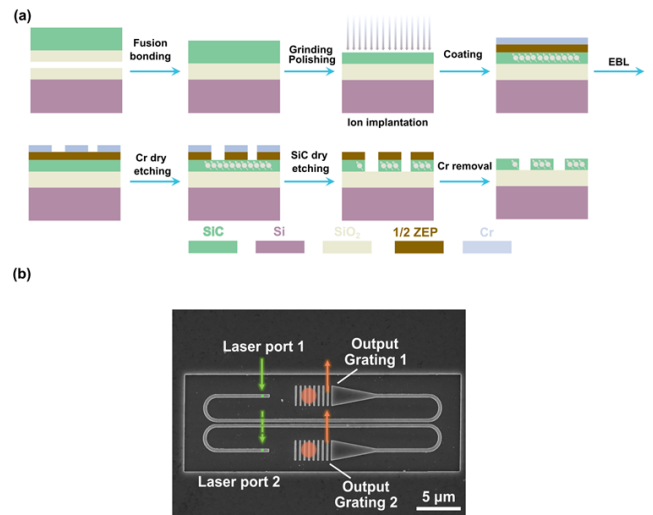 (a)
Fusion
bonding
Grinding
Polishing
Ion implantation
Coating
EBL
Cr dry
etching
SiC dry
etching
Cr removal
SiC
Si
SiO₂
1/2 ZEP
Cr
(b)
Laser port 1
Output
Grating 1
Laser port 2
Output
Grating 2
5 μm